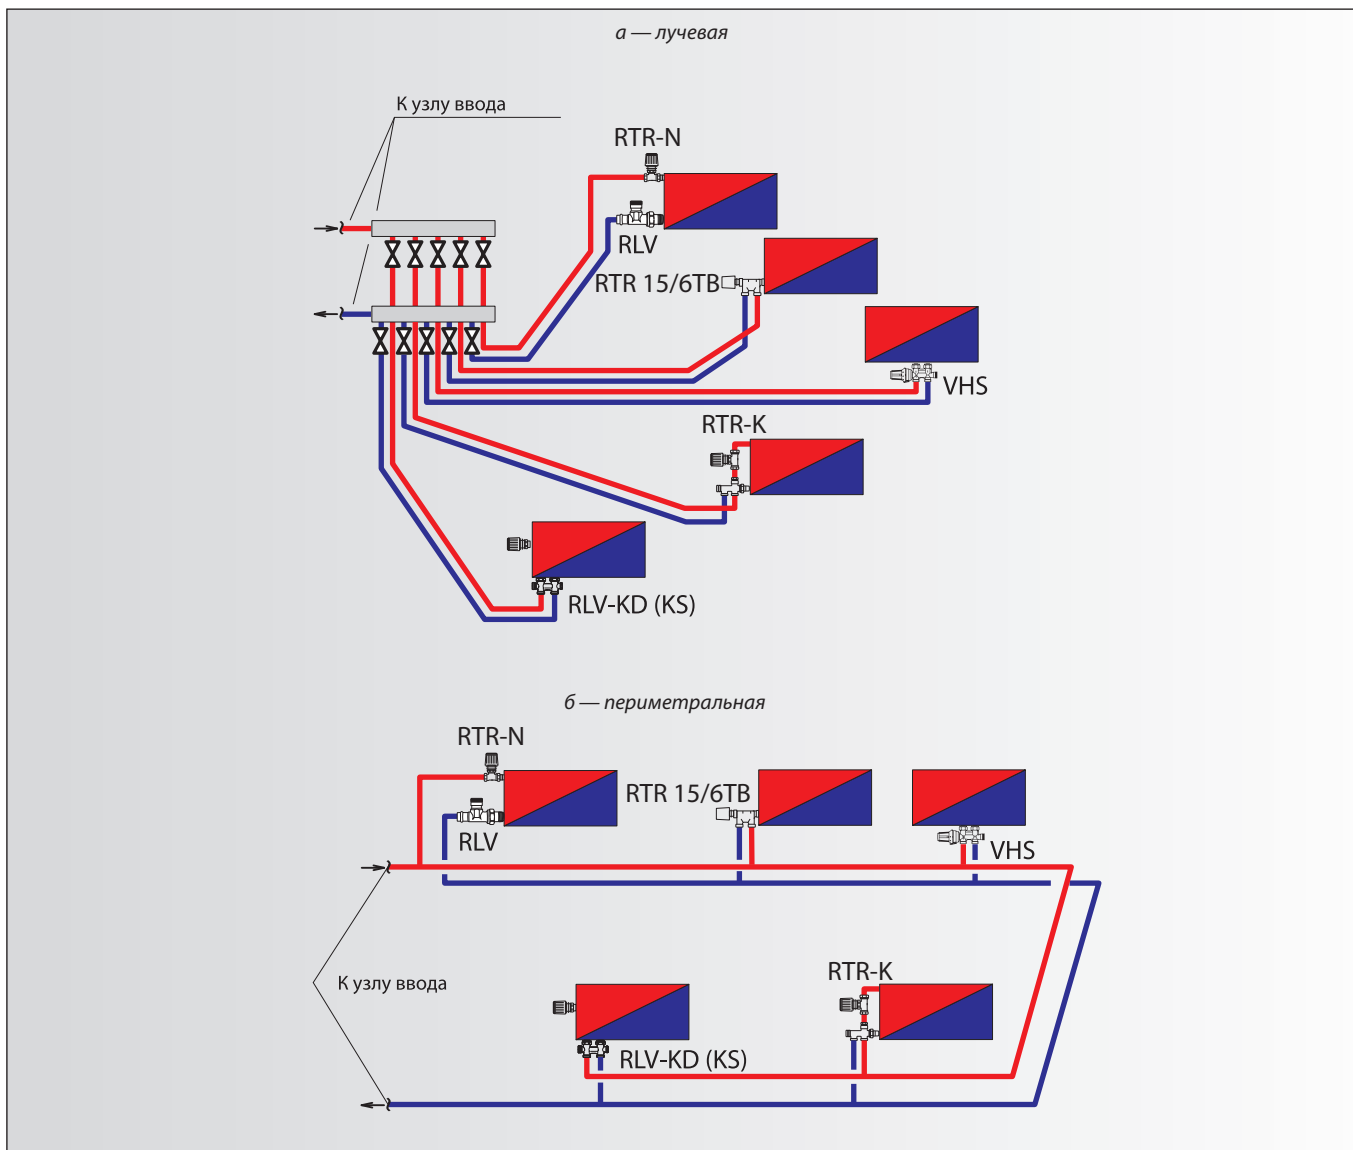 а — лучевая
К узлу ввода
RTR-N
RLV
RTR 15/6TB
VHS
RTR-K
RLV-KD (KS)
б — периметральная
RTR-N
RTR 15/6TB
RLV
VHS
RTR-K
К узлу ввода
RLV-KD (KS)